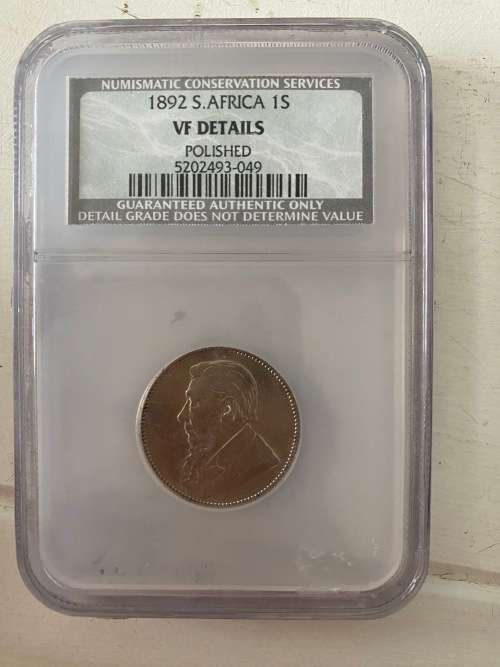 NUMISMATIC CONSERVATION SERVICES
1892 S.AFRICA 1S
VF DETAILS
POLISHED
5202493-049
GUARANTEED AUTHENTIC ONLY
DETAIL GRADE DOES NOT DETERMINE VALUE